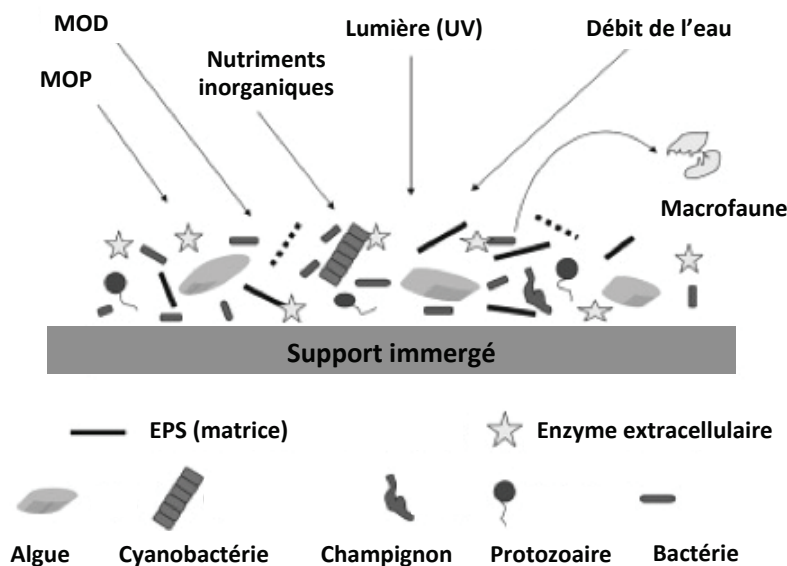 MOD
MOP
Nutriments
inorganiques
Lumière (UV)
Débit de l’eau
Macrofaune
Support immergé
EPS (matrice)
Enzyme extracellulaire
Algue
Cyanobactérie
Champignon
Protozoaire
Bactérie